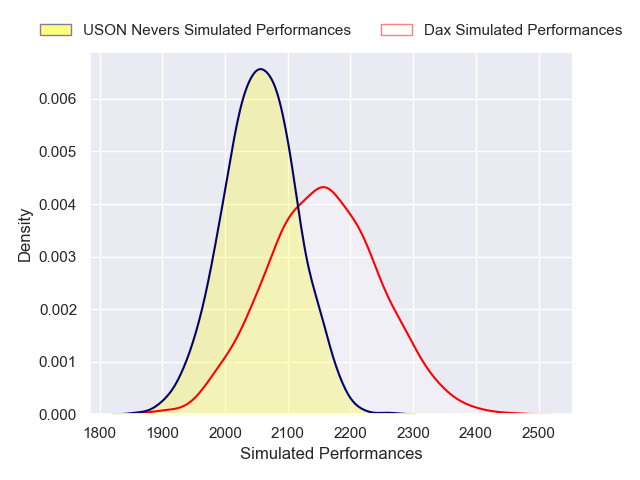 USON Nevers Simulated Performances Dax Simulated Performances
0.006
0.005
0.004
0.003
0.002
0.001
0.000
Density
1800 1900 2000 2100 2200 2300 2400 2500
Simulated Performances